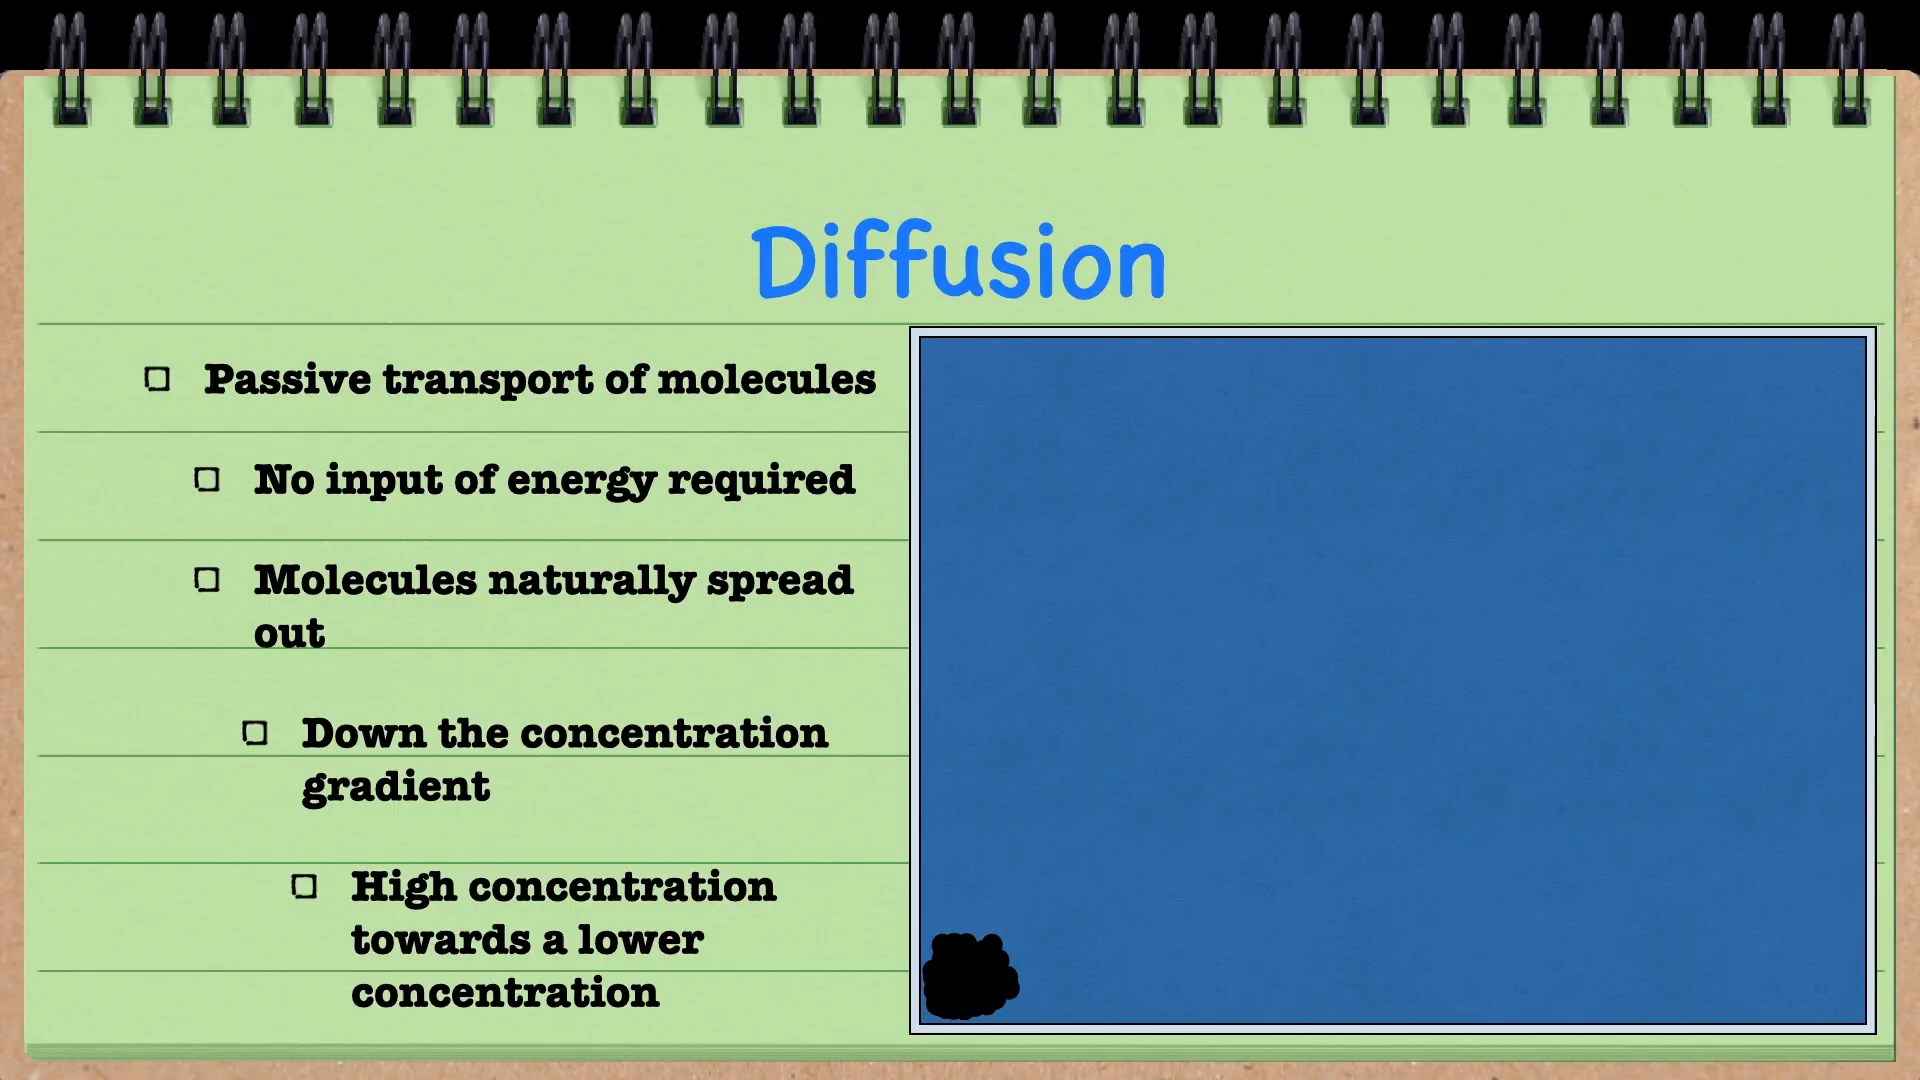 Diffusion
Passive transport of molecules
No input of energy required
Molecules naturally spread
out
Down the concentration
gradient
High concentration
towards a lower
concentration